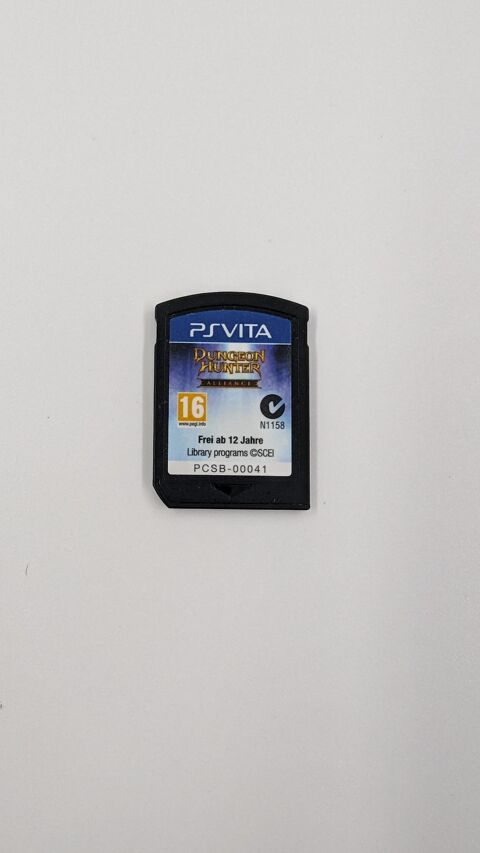 PSVITA
DUNGEON
HUNTER
ALLIANCE
16
www.pegi.info
N1158
Frei ab 12 Jahre
Library programs ©SCEI
PCSB-00041